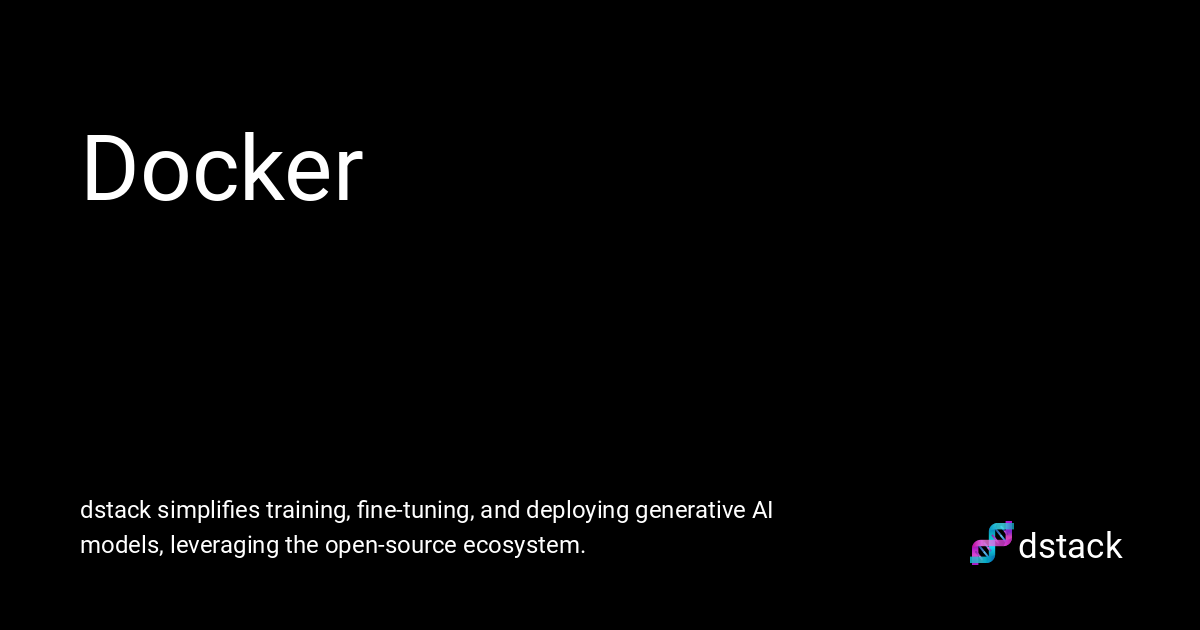 Docker
dstack simplifies training, fine-tuning, and deploying generative AI
models, leveraging the open-source ecosystem.
dstack